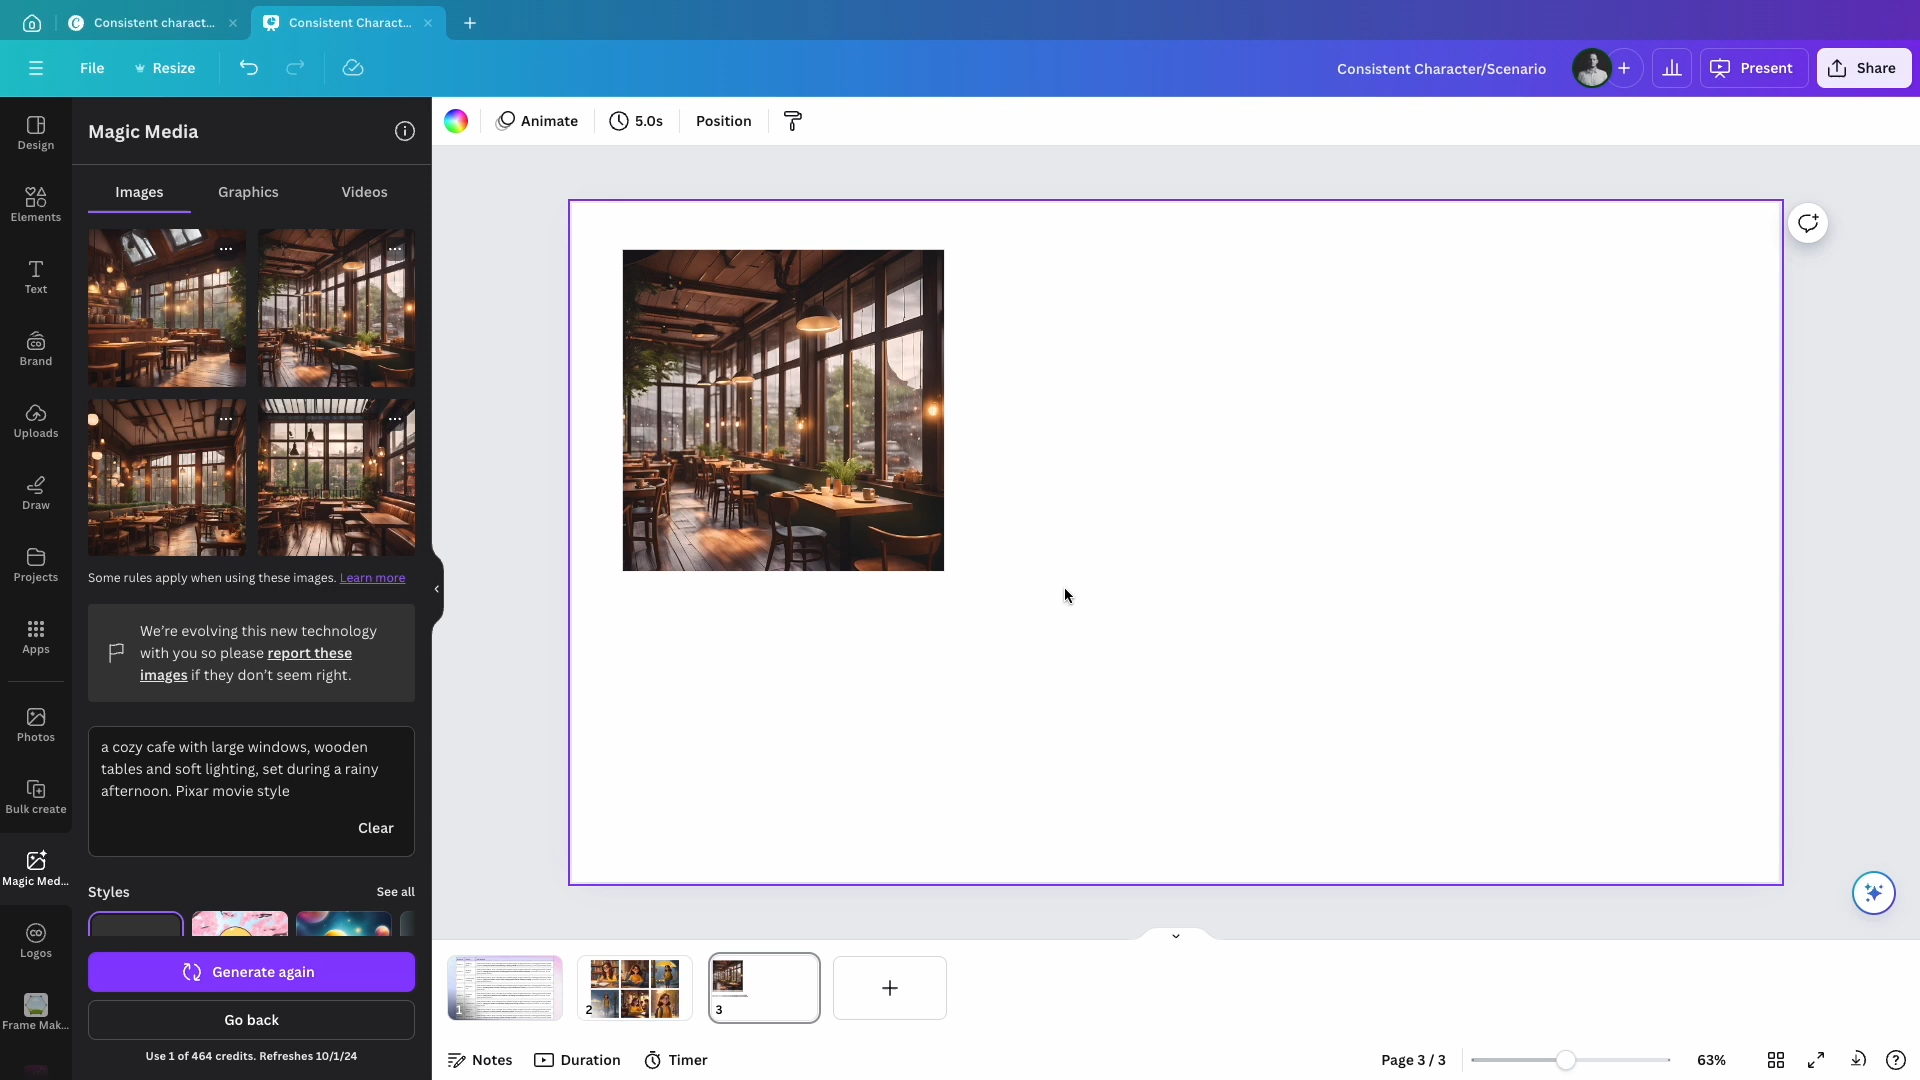 Consistent charact...
Consistent Charact...
File
Resize
Consistent Character/Scenario
Present
Share
Design
Elements
Text
Brand
Uploads
Draw
Projects
Apps
Photos
Bulk create
Magic Med...
Logos
Frame Mak...
Magic Media
Images
Graphics
Videos
Some rules apply when using these images. Learn more
We're evolving this new technology
with you so please report these
images if they don't seem right.
a cozy cafe with large windows, wooden
tables and soft lighting, set during a rainy
afternoon. Pixar movie style
Clear
Styles
See all
Generate again
Go back
Use 1 of 464 credits. Refreshes 10/1/24
Animate
5.0s
Position
1
2
3
Notes
Duration
Timer
Page 3 / 3
63%